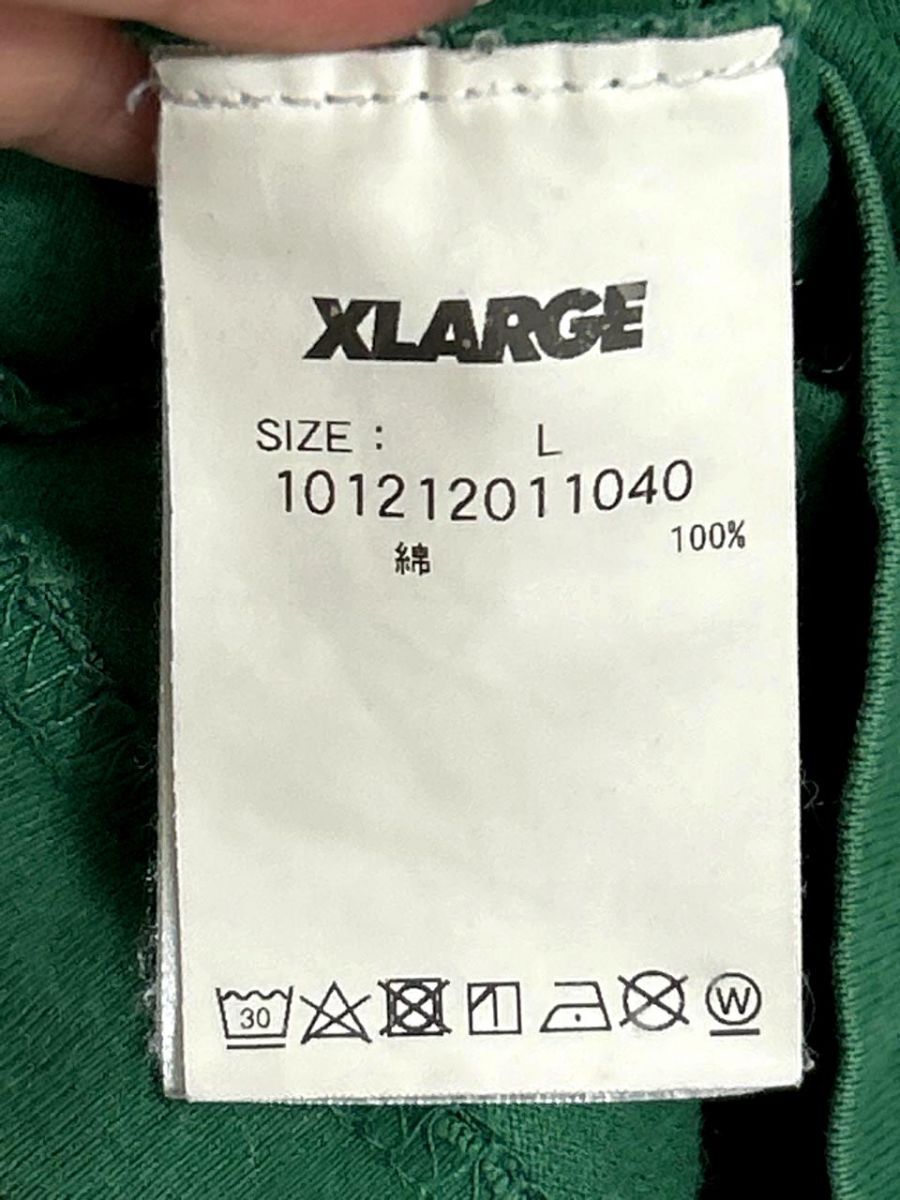 XLARGE
SIZE : L
101212011040
綿 100%
30
W